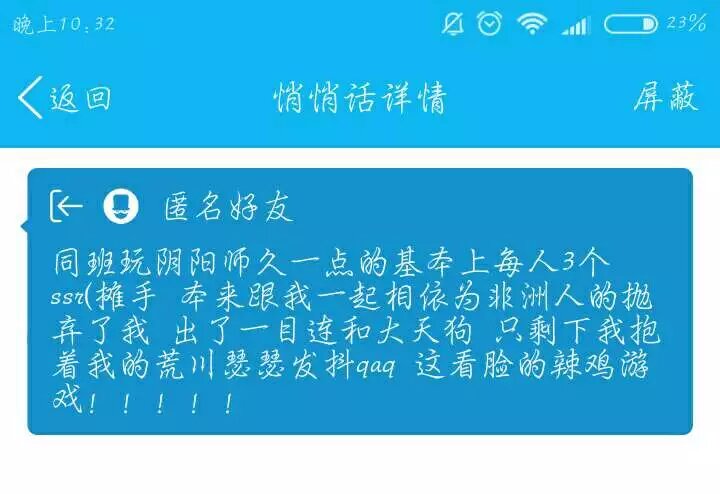 晚上10:32
23%
返回
悄悄话详情
屏蔽
匿名好友
同班玩阴阳师久一点的基本上每人3个
ssr(摊手 本来跟我一起相依为非洲人的抛
弃了我 出了一目连和大天狗 只剩下我抱
着我的荒川瑟瑟发抖qaq 这看脸的辣鸡游
戏！！！！！